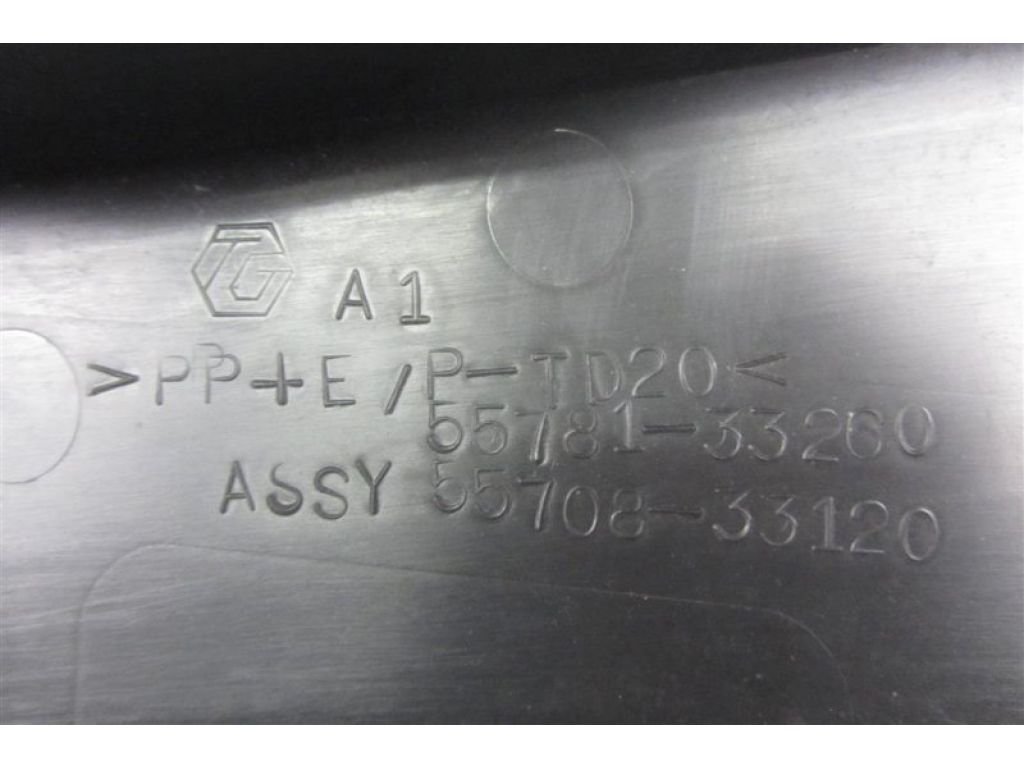 TG A1
>PP+E/P-TD20<
55781-33260
ASSY 55708-33120